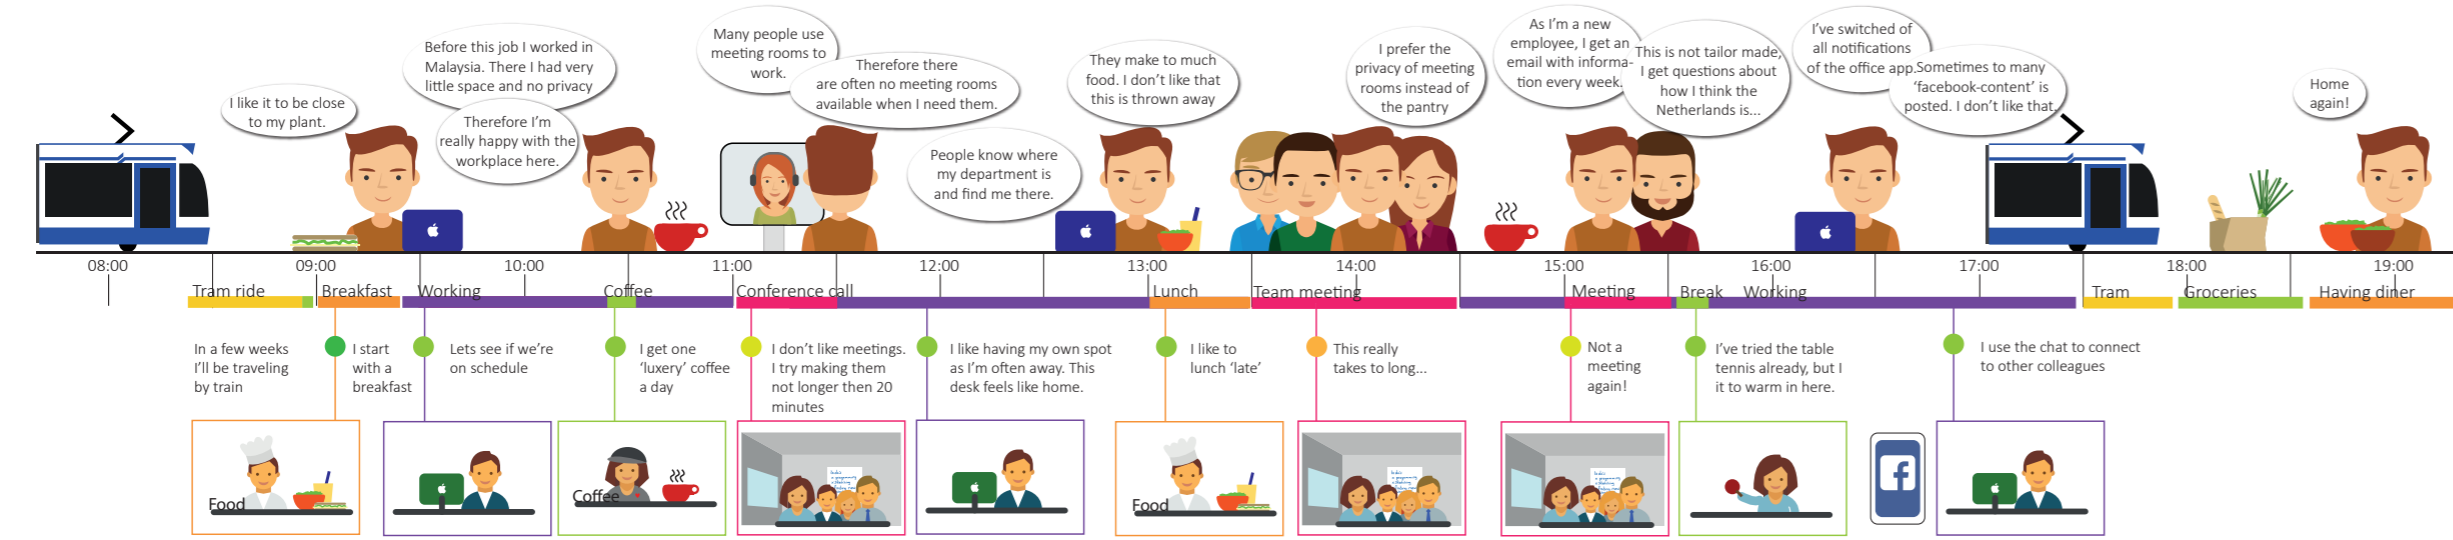 I like it to be close
to my plant.
Before this job I worked in
Malaysia. There I had very
little space and no privacy
Therefore I'm
really happy with the
workplace here.
Many people use
meeting rooms to
work.
Therefore there
are often no meeting rooms
available when I need them.
People know where
my department is
and find me there.
They make to much
food. I don't like that
this is thrown away
I prefer the
privacy of meeting
rooms instead of
the pantry
As I'm a new
employee, I get an
email with informa-
tion every week.
This is not tailor made,
I get questions about
how I think the
Netherlands is...
I've switched of
all notifications
of the office app.
Sometimes to many
'facebook-content' is
posted. I don't like that.
Home
again!
08:00
09:00
10:00
11:00
12:00
13:00
14:00
15:00
16:00
17:00
18:00
19:00
Tram ride
Breakfast
Working
Coffee
Conference call
Lunch
Team meeting
Meeting
Break
Working
Tram
Groceries
Having diner
In a few weeks
I'll be traveling
by train
I start
with a
breakfast
Lets see if we're
on schedule
I get one
'luxery' coffee
a day
I don't like meetings.
I try making them
not longer then 20
minutes
I like having my own spot
as I'm often away. This
desk feels like home.
I like to
lunch 'late'
This really
takes to long...
Not a
meeting
again!
I've tried the table
tennis already, but I
it to warm in here.
I use the chat to connect
to other colleagues
Food
Coffee
Food
f